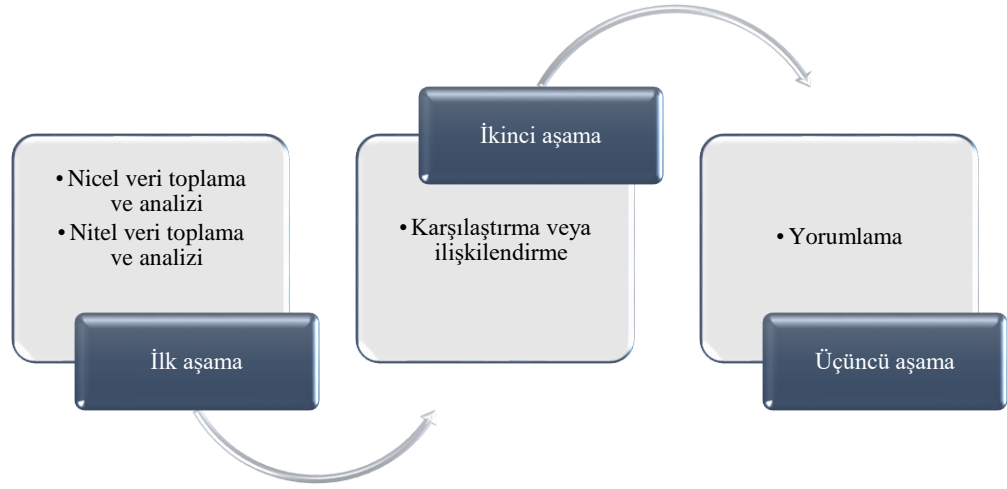 • Nicel veri toplama
ve analizi
• Nitel veri toplama
ve analizi
İlk aşama
İkinci aşama
• Karşılaştırma veya
ilişkilendirme
• Yorumlama
Üçüncü aşama